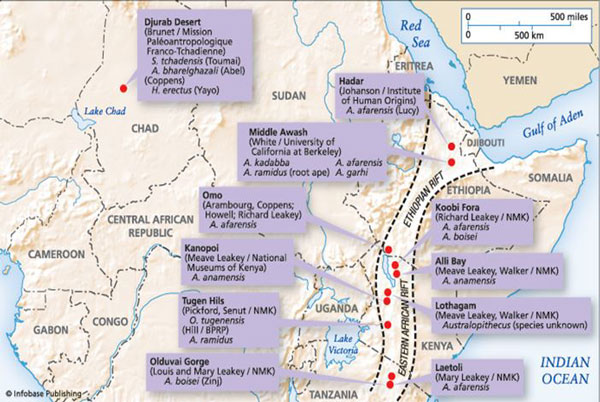 Djurab Desert
(Brunet / Mission
Paléoantropologique
Franco-Tchadienne)
S. tchadensis (Toumai)
A. bharelghazali (Abel)
(Coppens)
H. erectus (Yayo)
Red
Sea
0 500 miles
0 500 km
ERITREA
YEMEN
Hadar
(Johanson / Institute
of Human Origins)
A. afarensis (Lucy)
SUDAN
Lake Chad
CHAD
DJIBOUTI
Gulf of Aden
Middle Awash
(White / University of
California at Berkeley)
A. kadabba A. afarensis
A. ramidus (root ape) A. garhi
ETHIOPIAN RIFT
ETHIOPIA
SOMALIA
Omo
(Arambourg, Coppens;
Howell; Richard Leakey)
A. afarensis
Koobi Fora
(Richard Leakey / NMK)
A. afarensis
A. boisei
CENTRAL AFRICAN
REPUBLIC
CAMEROON
Kanopoi
(Meave Leakey / National
Museums of Kenya)
A. anamensis
Alli Bay
(Meave Leakey, Walker / NMK)
A. anamensis
Tugen Hils
(Pickford, Senut / NMK)
O. tugenensis
(Hill / BPRP)
A. ramidus
UGANDA
Lothagam
(Meave Leakey, Walker / NMK)
Australopithecus (species unknown)
GABON
CONGO
Lake
Victoria
EASTERN AFRICAN RIFT
KENYA
INDIAN
OCEAN
Olduvai Gorge
(Louis and Mary Leakey / NMK)
A. boisei (Zinj)
Laetoli
(Mary Leakey / NMK)
A. afarensis
TANZANIA
© Infobase Publishing